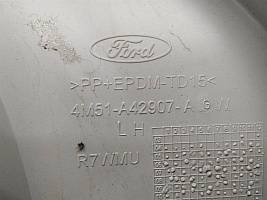 Ford
>PP+EPDM-TD15<
4M51-A42907-A W
LH
R7WMU